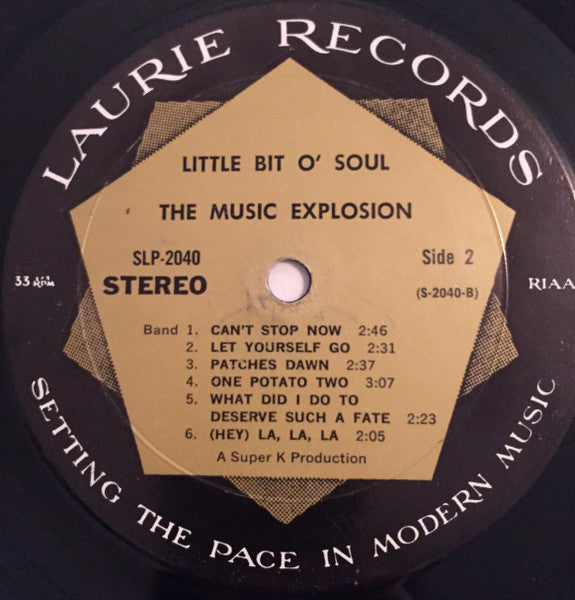 LAURIE RECORDS
LITTLE BIT O' SOUL
THE MUSIC EXPLOSION
SLP-2040
Side 2
STEREO
(S-2040-B)
33 1/3 RPM
RIAA
Band 1. CAN'T STOP NOW 2:46
2. LET YOURSELF GO 2:31
3. PATCHES DAWN 2:37
4. ONE POTATO TWO 3:07
5. WHAT DID I DO TO
DESERVE SUCH A FATE 2:23
6. (HEY) LA, LA, LA 2:05
A Super K Production
SETTING THE PACE IN MODERN MUSIC